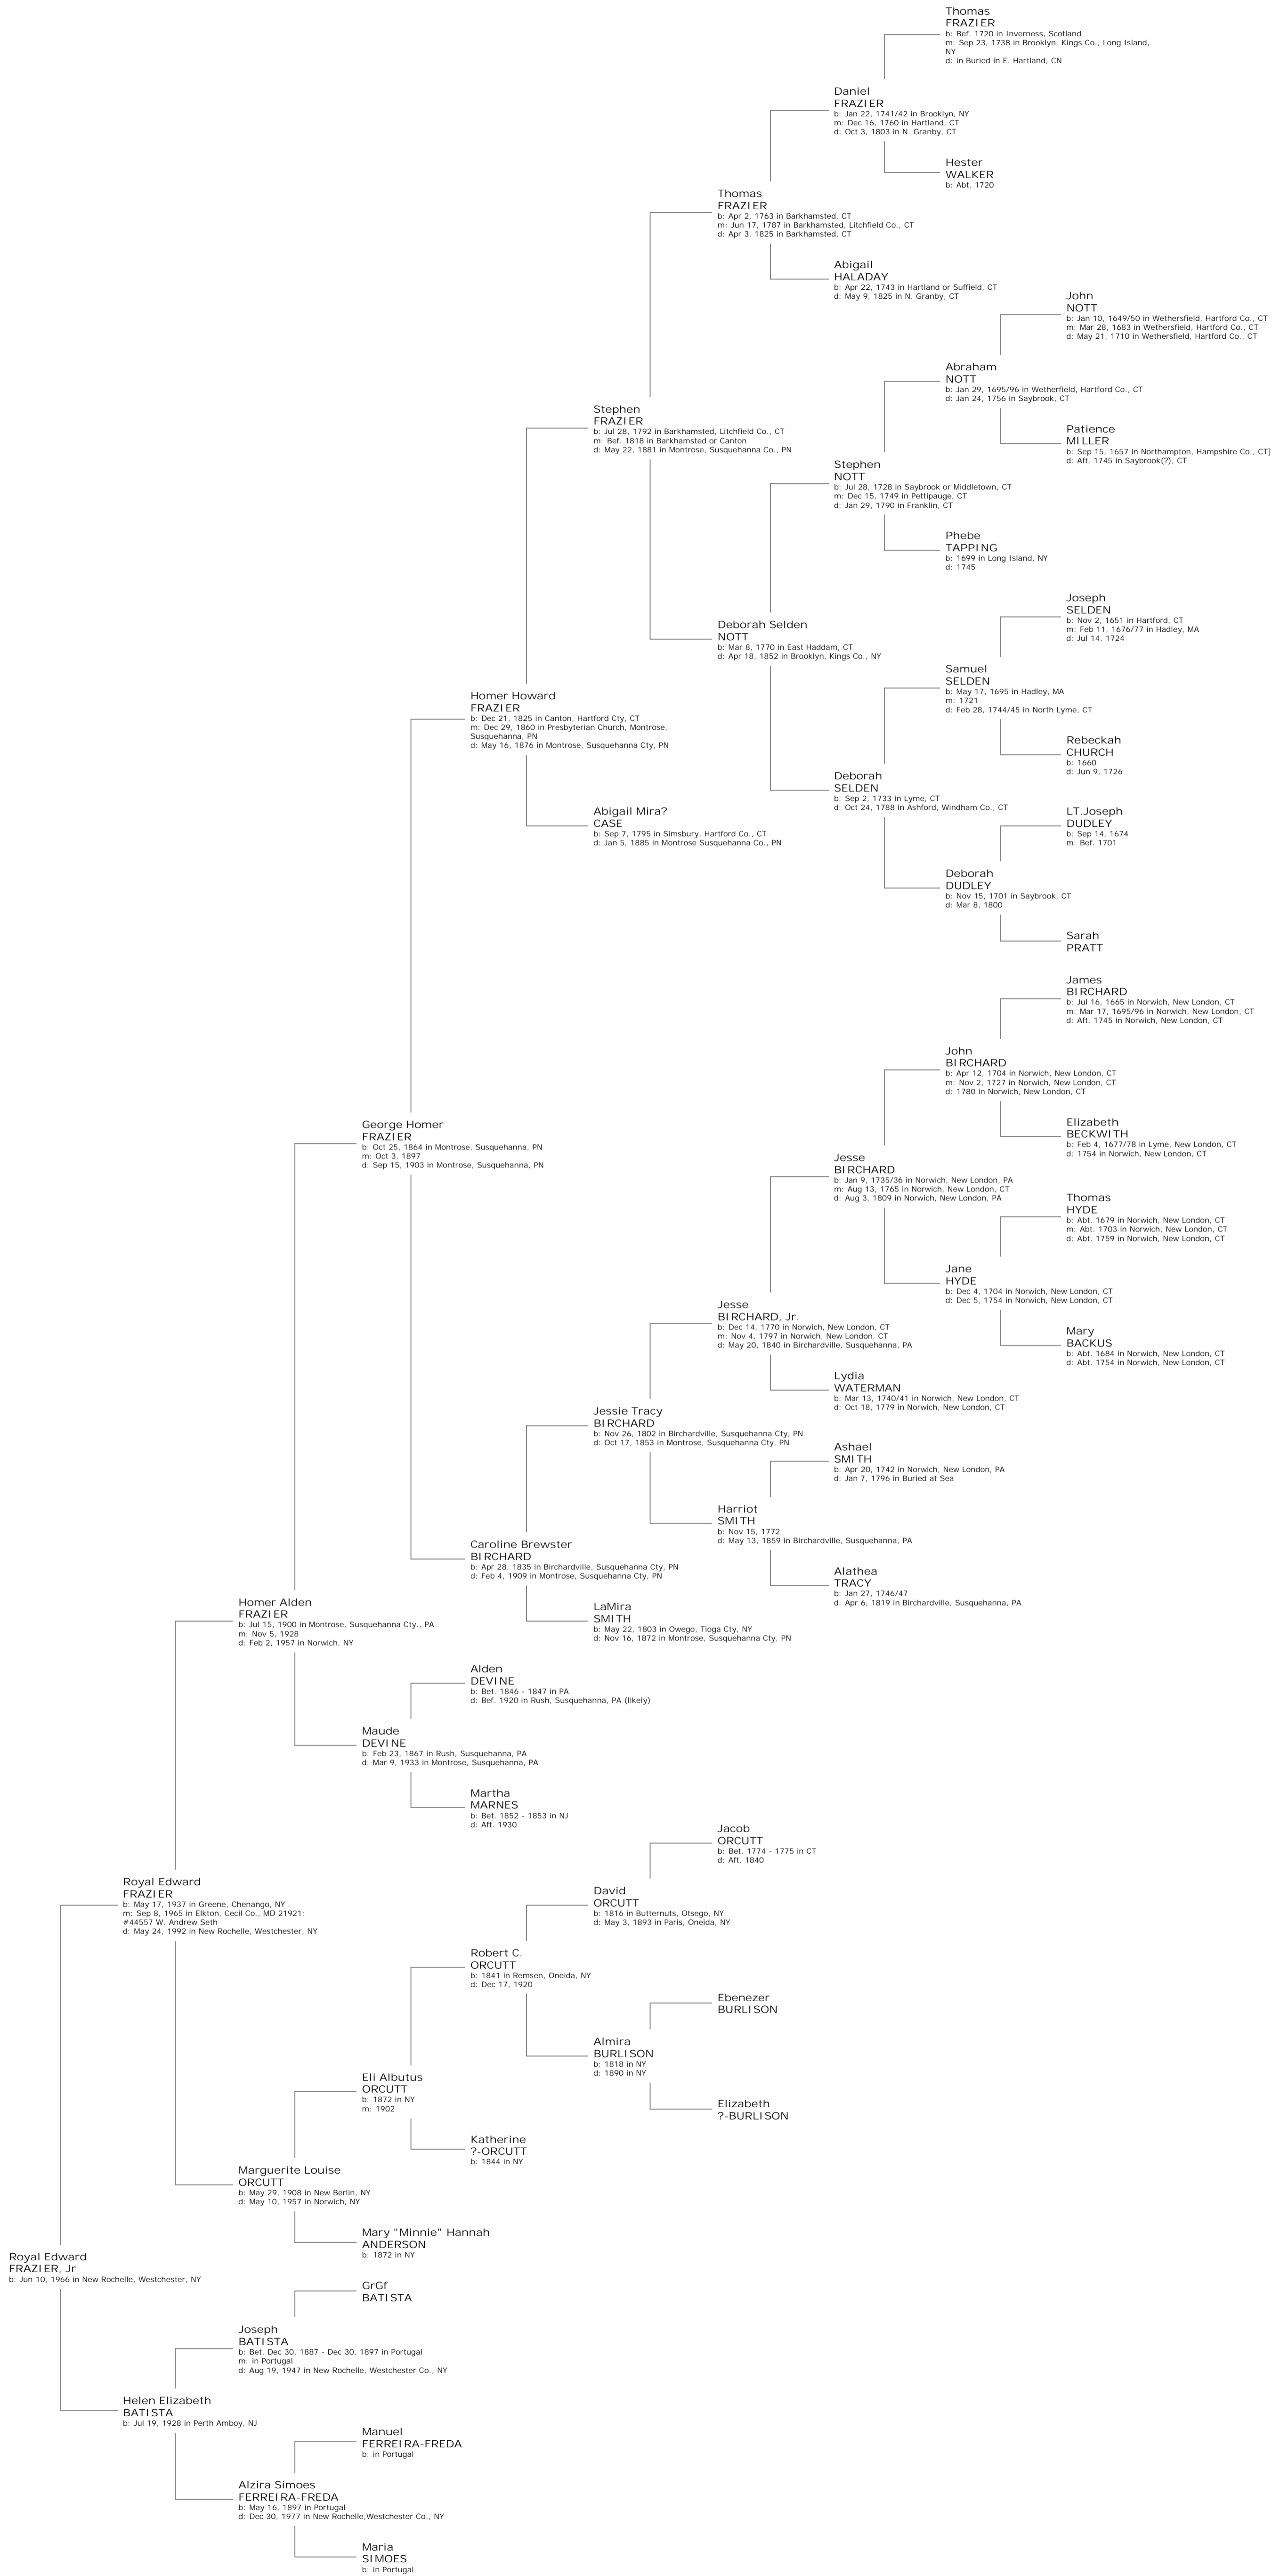 Thomas
FRAZIER
b: Bef. 1720 in Inverness, Scotland
m: Sep 23, 1738 in Brooklyn, Kings Co., Long Island,
NY
d: in Buried in E. Hartland, CN
Daniel
FRAZIER
b: Jan 22, 1741/42 in Brooklyn, NY
m: Dec 16, 1760 in Hartland, CT
d: Oct 3, 1803 in N. Granby, CT
Hester
WALKER
b: Abt. 1720
Thomas
FRAZIER
b: Apr 2, 1763 in Barkhamsted, CT
m: Jun 17, 1787 in Barkhamsted, Litchfield Co., CT
d: Apr 3, 1825 in Barkhamsted, CT
Abigail
HALADAY
b: Apr 22, 1743 in Hartland or Suffield, CT
d: May 9, 1825 in N. Granby, CT
John
NOTT
b: Jan 10, 1649/50 in Wethersfield, Hartford Co., CT
m: Mar 28, 1683 in Wethersfield, Hartford Co., CT
d: May 21, 1710 in Wethersfield, Hartford Co., CT
Abraham
NOTT
b: Jan 29, 1695/96 in Wetherfield, Hartford Co., CT
d: Jan 24, 1756 in Saybrook, CT
Stephen
FRAZIER
b: Jul 28, 1792 in Barkhamsted, Litchfield Co., CT
m: Bef. 1818 in Barkhamsted or Canton
d: May 22, 1881 in Montrose, Susquehanna Co., PN
Patience
MILLER
b: Sep 15, 1657 in Northampton, Hampshire Co., CT]
d: Aft. 1745 in Saybrook(?), CT
Stephen
NOTT
b: Jul 28, 1728 in Saybrook or Middletown, CT
m: Dec 15, 1749 in Pettipauge, CT
d: Jan 29, 1790 in Franklin, CT
Phebe
TAPPING
b: 1699 in Long Island, NY
d: 1745
Joseph
SELDEN
b: Nov 2, 1651 in Hartford, CT
m: Feb 11, 1676/77 in Hadley, MA
d: Jul 14, 1724
Deborah Selden
NOTT
b: Mar 8, 1770 in East Haddam, CT
d: Apr 18, 1852 in Brooklyn, Kings Co., NY
Samuel
SELDEN
b: May 17, 1695 in Hadley, MA
m: 1721
d: Feb 28, 1744/45 in North Lyme, CT
Homer Howard
FRAZIER
b: Dec 21, 1825 in Canton, Hartford Cty, CT
m: Dec 29, 1860 in Presbyterian Church, Montrose,
Susquehanna, PN
d: May 16, 1876 in Montrose, Susquehanna Cty, PN
Rebeckah
CHURCH
b: 1660
d: Jun 9, 1726
Deborah
SELDEN
b: Sep 2, 1733 in Lyme, CT
d: Oct 24, 1788 in Ashford, Windham Co., CT
Abigail Mira?
CASE
b: Sep 7, 1795 in Simsbury, Hartford Co., CT
d: Jan 5, 1885 in Montrose Susquehanna Co., PN
LT.Joseph
DUDLEY
b: Sep 14, 1674
m: Bef. 1701
Deborah
DUDLEY
b: Nov 15, 1701 in Saybrook, CT
d: Mar 8, 1800
Sarah
PRATT
James
BIRCHARD
b: Jul 16, 1665 in Norwich, New London, CT
m: Mar 17, 1695/96 in Norwich, New London, CT
d: Aft. 1745 in Norwich, New London, CT
John
BIRCHARD
b: Apr 12, 1704 in Norwich, New London, CT
m: Nov 2, 1727 in Norwich, New London, CT
d: 1780 in Norwich, New London, CT
George Homer
FRAZIER
b: Oct 25, 1864 in Montrose, Susquehanna, PN
m: Oct 3, 1897
d: Sep 15, 1903 in Montrose, Susquehanna, PN
Elizabeth
BECKWITH
b: Feb 4, 1677/78 in Lyme, New London, CT
d: 1754 in Norwich, New London, CT
Jesse
BIRCHARD
b: Jan 9, 1735/36 in Norwich, New London, PA
m: Aug 13, 1765 in Norwich, New London, CT
d: Aug 3, 1809 in Norwich, New London, PA
Thomas
HYDE
b: Abt. 1679 in Norwich, New London, CT
m: Abt. 1703 in Norwich, New London, CT
d: Abt. 1759 in Norwich, New London, CT
Jane
HYDE
b: Dec 4, 1704 in Norwich, New London, CT
d: Dec 5, 1754 in Norwich, New London, CT
Jesse
BIRCHARD, Jr.
b: Dec 14, 1770 in Norwich, New London, CT
m: Nov 4, 1797 in Norwich, New London, CT
d: May 20, 1840 in Birchardville, Susquehanna, PA
Mary
BACKUS
b: Abt. 1684 in Norwich, New London, CT
d: Abt. 1754 in Norwich, New London, CT
Lydia
WATERMAN
b: Mar 13, 1740/41 in Norwich, New London, CT
d: Oct 18, 1779 in Norwich, New London, CT
Jessie Tracy
BIRCHARD
b: Nov 26, 1802 in Birchardville, Susquehanna Cty, PN
d: Oct 17, 1853 in Montrose, Susquehanna Cty, PN
Ashael
SMITH
b: Apr 20, 1742 in Norwich, New London, PA
d: Jan 7, 1796 in Buried at Sea
Harriot
SMITH
b: Nov 15, 1772
d: May 13, 1859 in Birchardville, Susquehanna, PA
Caroline Brewster
BIRCHARD
b: Apr 28, 1835 in Birchardville, Susquehanna Cty, PN
d: Feb 4, 1909 in Montrose, Susquehanna Cty, PN
Alathea
TRACY
b: Jan 27, 1746/47
d: Apr 6, 1819 in Birchardville, Susquehanna, PA
Homer Alden
FRAZIER
b: Jul 15, 1900 in Montrose, Susquehanna Cty., PA
m: Nov 5, 1928
d: Feb 2, 1957 in Norwich, NY
LaMira
SMITH
b: May 22, 1803 in Owego, Tioga Cty, NY
d: Nov 16, 1872 in Montrose, Susquehanna Cty, PN
Alden
DEVINE
b: Bet. 1846 - 1847 in PA
d: Bef. 1920 in Rush, Susquehanna, PA (likely)
Maude
DEVINE
b: Feb 23, 1867 in Rush, Susquehanna, PA
d: Mar 9, 1933 in Montrose, Susquehanna, PA
Martha
MARNES
b: Bet. 1852 - 1853 in NJ
d: Aft. 1930
Jacob
ORCUTT
b: Bet. 1774 - 1775 in CT
d: Aft. 1840
Royal Edward
FRAZIER
b: May 17, 1937 in Greene, Chenango, NY
m: Sep 8, 1965 in Elkton, Cecil Co., MD 21921;
#44557 W. Andrew Seth
d: May 24, 1992 in New Rochelle, Westchester, NY
David
ORCUTT
b: 1816 in Butternuts, Otsego, NY
d: May 3, 1893 in Paris, Oneida, NY
Robert C.
ORCUTT
b: 1841 in Remsen, Oneida, NY
d: Dec 17, 1920
Ebenezer
BURLISON
Almira
BURLISON
b: 1818 in NY
d: 1890 in NY
Eli Albutus
ORCUTT
b: 1872 in NY
m: 1902
Elizabeth
?-BURLISON
Katherine
?-ORCUTT
b: 1844 in NY
Marguerite Louise
ORCUTT
b: May 29, 1908 in New Berlin, NY
d: May 10, 1957 in Norwich, NY
Mary "Minnie" Hannah
ANDERSON
b: 1872 in NY
Royal Edward
FRAZIER, Jr
b: Jun 10, 1966 in New Rochelle, Westchester, NY
GrGf
BATISTA
Joseph
BATISTA
b: Bet. Dec 30, 1887 - Dec 30, 1897 in Portugal
m: in Portugal
d: Aug 19, 1947 in New Rochelle, Westchester Co., NY
Helen Elizabeth
BATISTA
b: Jul 19, 1928 in Perth Amboy, NJ
Manuel
FERREIRA-FREDA
b: in Portugal
Alzira Simoes
FERREIRA-FREDA
b: May 16, 1897 in Portugal
d: Dec 30, 1977 in New Rochelle,Westchester Co., NY
Maria
SIMOES
b: in Portugal